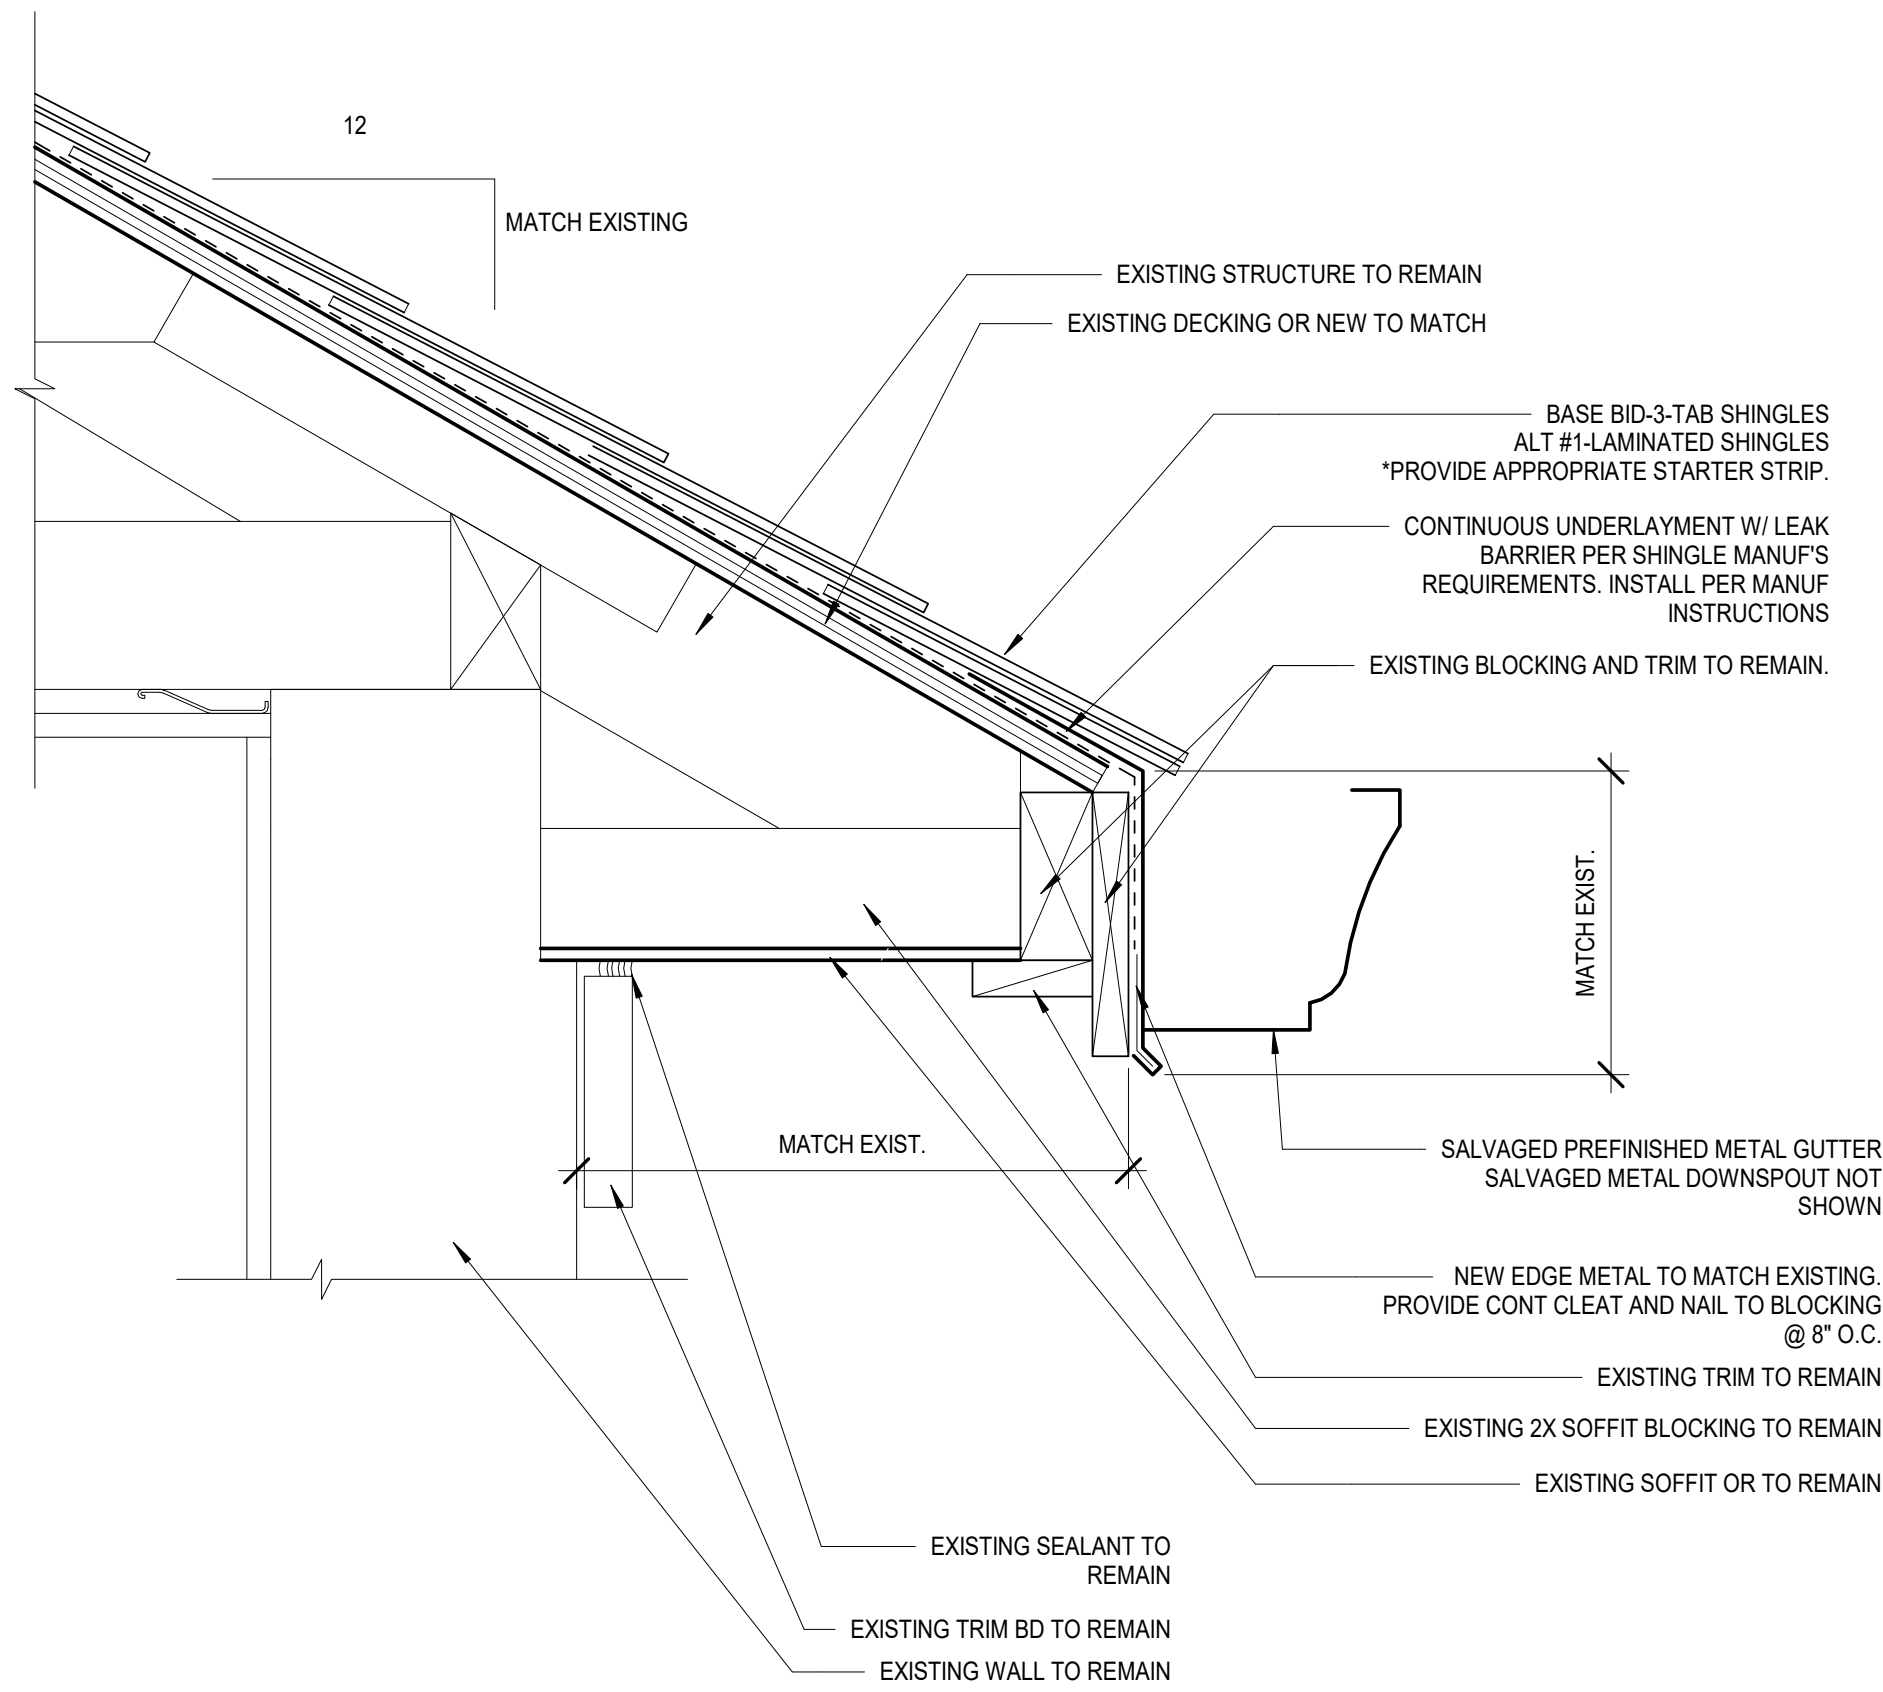 12
MATCH EXISTING
EXISTING STRUCTURE TO REMAIN
EXISTING DECKING OR NEW TO MATCH
BASE BID-3-TAB SHINGLES
ALT #1-LAMINATED SHINGLES
*PROVIDE APPROPRIATE STARTER STRIP.
CONTINUOUS UNDERLAYMENT W/ LEAK
BARRIER PER SHINGLE MANUF'S
REQUIREMENTS. INSTALL PER MANUF
INSTRUCTIONS
EXISTING BLOCKING AND TRIM TO REMAIN.
MATCH EXIST.
MATCH EXIST.
SALVAGED PREFINISHED METAL GUTTER
SALVAGED METAL DOWNSPOUT NOT
SHOWN
NEW EDGE METAL TO MATCH EXISTING.
PROVIDE CONT CLEAT AND NAIL TO BLOCKING
@ 8" O.C.
EXISTING TRIM TO REMAIN
EXISTING 2X SOFFIT BLOCKING TO REMAIN
EXISTING SOFFIT OR TO REMAIN
EXISTING SEALANT TO
REMAIN
EXISTING TRIM BD TO REMAIN
EXISTING WALL TO REMAIN